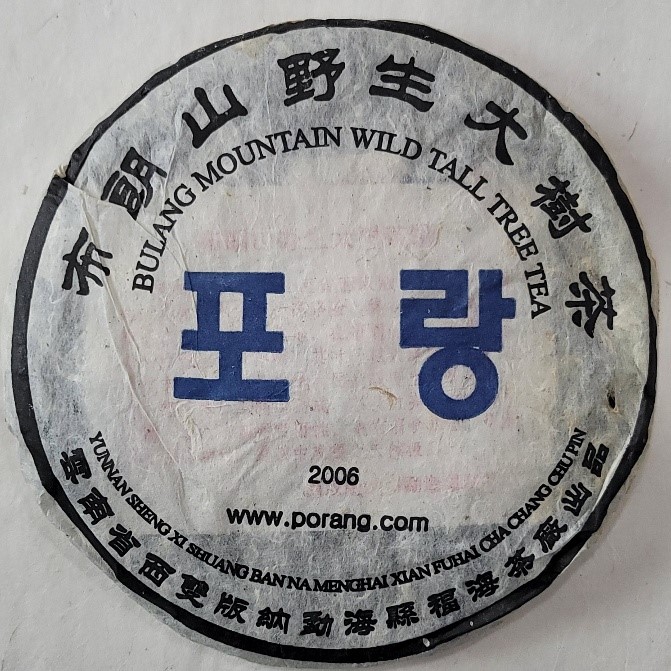 布朗山野生大樹茶
BULANG MOUNTAIN WILD TALL TREE TEA
포랑
2006
www.porang.com
YUNNAN SHENG XI SHUANG BAN NA MENGHAI XIAN FUHAI CHA CHANG CHU PIN
雲南省西雙版納勐海縣福海茶廠出品